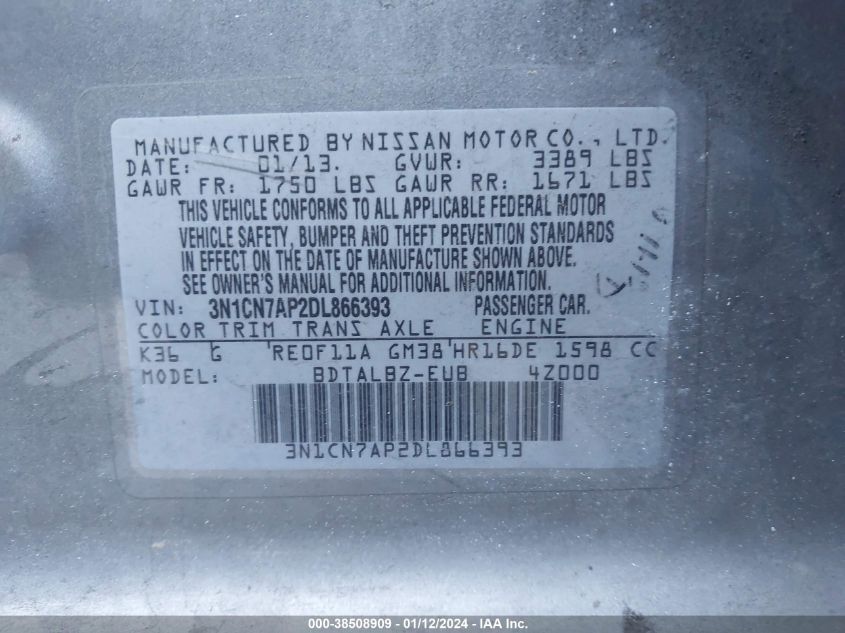 MANUFACTURED BY NISSAN MOTOR CO., LTD.
DATE: 01/13. GVWR: 3389 LBS
GAWR FR: 1750 LBS GAWR RR: 1671 LBS
THIS VEHICLE CONFORMS TO ALL APPLICABLE FEDERAL MOTOR
VEHICLE SAFETY, BUMPER AND THEFT PREVENTION STANDARDS
IN EFFECT ON THE DATE OF MANUFACTURE SHOWN ABOVE.
SEE OWNER'S MANUAL FOR ADDITIONAL INFORMATION.
VIN: 3N1CN7AP2DL866393 PASSENGER CAR.
COLOR TRIM TRANS AXLE ENGINE
K36 G RE0F11A GM38 HR16DE 1598 CC
MODEL: BDTALBZ-EUB 4Z000
3N1CN7AP2DL866393
000-38508909 - 01/12/2024 - IAA Inc.